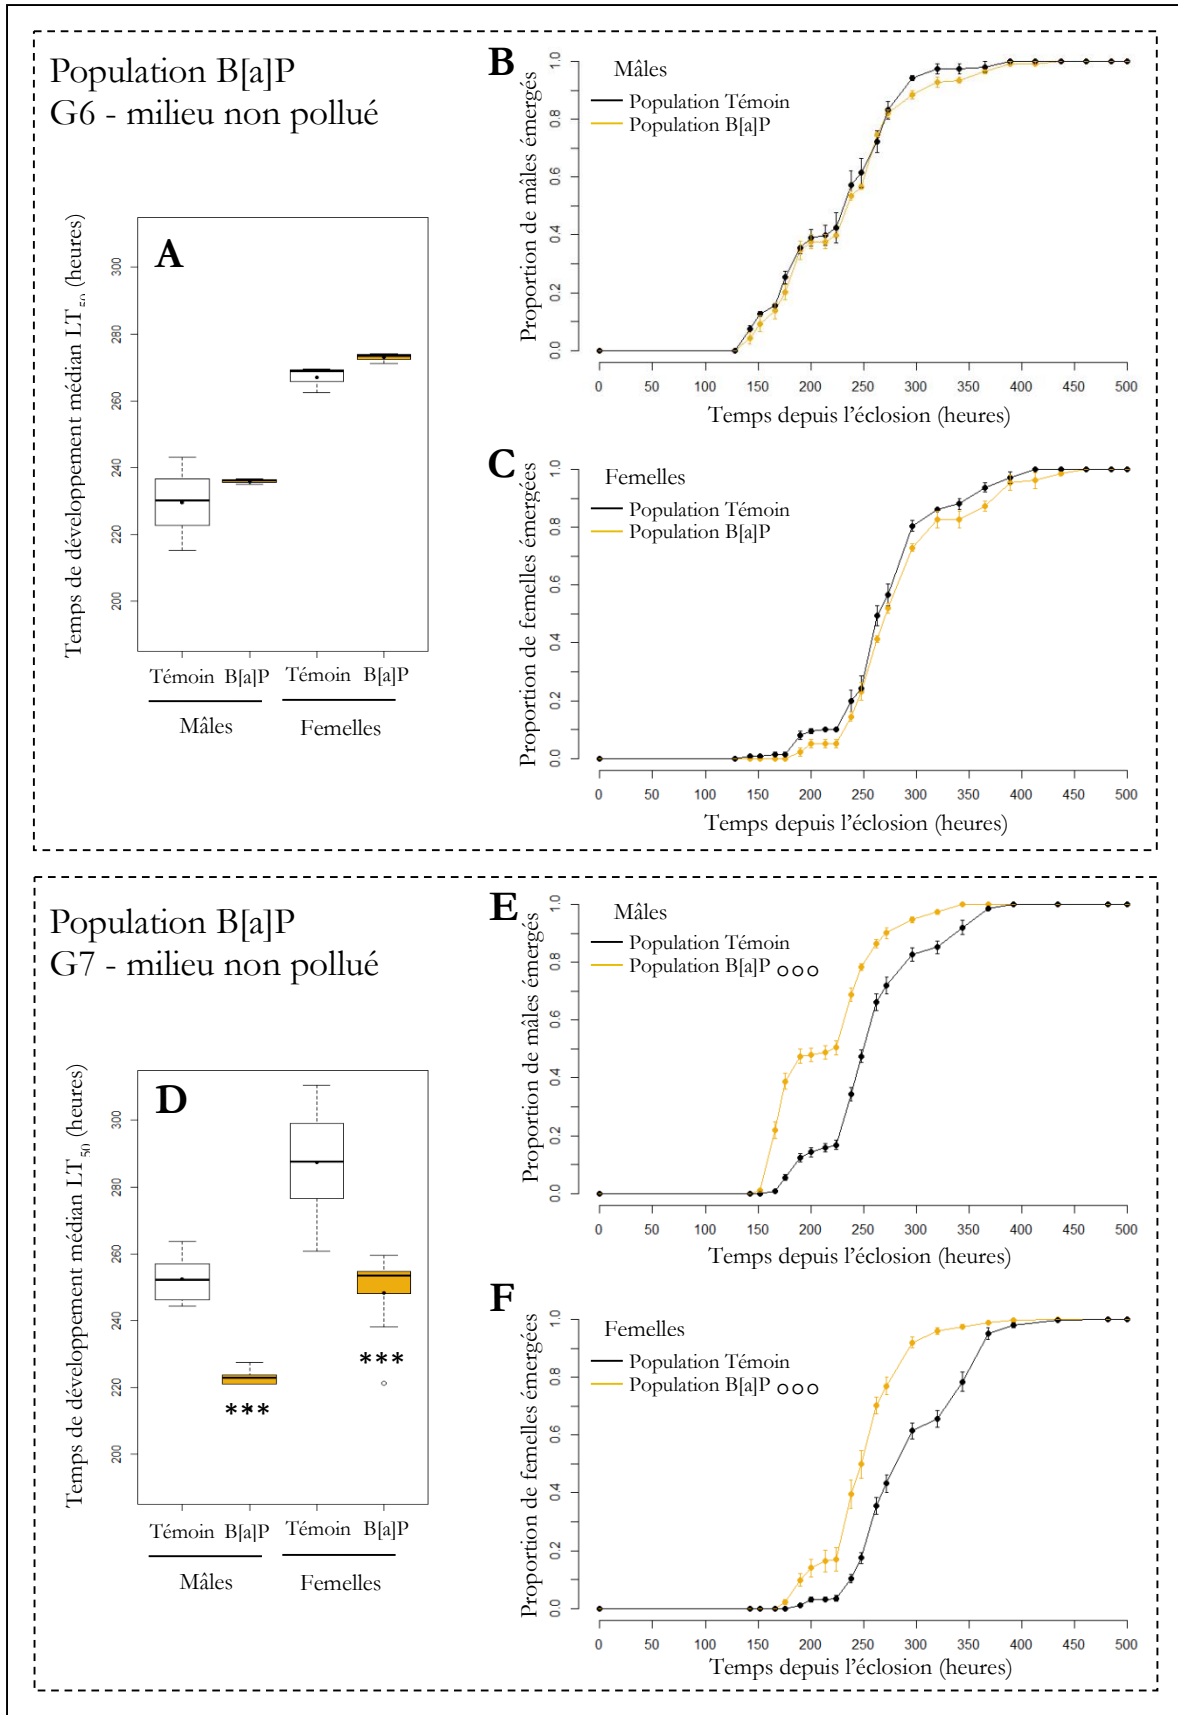 Population B[a]P
G6 - milieu non pollué
A
Temps de développement médian LT50 (heures)
200
220
240
260
280
300
Témoin B[a]P Témoin B[a]P
Mâles Femelles
B
Mâles
Population Témoin
Population B[a]P
Proportion de mâles émergés
0.0 0.2 0.4 0.6 0.8 1.0
0 50 100 150 200 250 300 350 400 450 500
Temps depuis l'éclosion (heures)
C
Femelles
Population Témoin
Population B[a]P
Proportion de femelles émergés
0.0 0.2 0.4 0.6 0.8 1.0
0 50 100 150 200 250 300 350 400 450 500
Temps depuis l'éclosion (heures)
Population B[a]P
G7 - milieu non pollué
D
Temps de développement médian LT50 (heures)
200
220
240
260
280
300
***
***
Témoin B[a]P Témoin B[a]P
Mâles Femelles
E
Mâles
Population Témoin
Population B[a]P ○○○
Proportion de mâles émergés
0.0 0.2 0.4 0.6 0.8 1.0
0 50 100 150 200 250 300 350 400 450 500
Temps depuis l'éclosion (heures)
F
Femelles
Population Témoin
Population B[a]P ○○○
Proportion de femelles émergées
0.0 0.2 0.4 0.6 0.8 1.0
0 50 100 150 200 250 300 350 400 450 500
Temps depuis l'éclosion (heures)